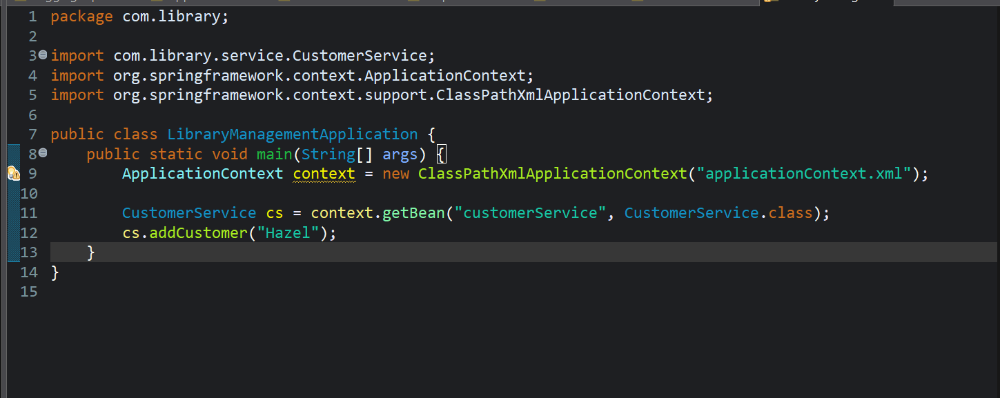 1 package com.library;
2
3 import com.library.service.CustomerService;
4 import org.springframework.context.ApplicationContext;
5 import org.springframework.context.support.ClassPathXmlApplicationContext;
6
7 public class LibraryManagementApplication {
8 public static void main(String[] args) {
9 ApplicationContext context = new ClassPathXmlApplicationContext("applicationContext.xml");
10
11 CustomerService cs = context.getBean("customerService", CustomerService.class);
12 cs.addCustomer("Hazel");
13 }
14 }
15